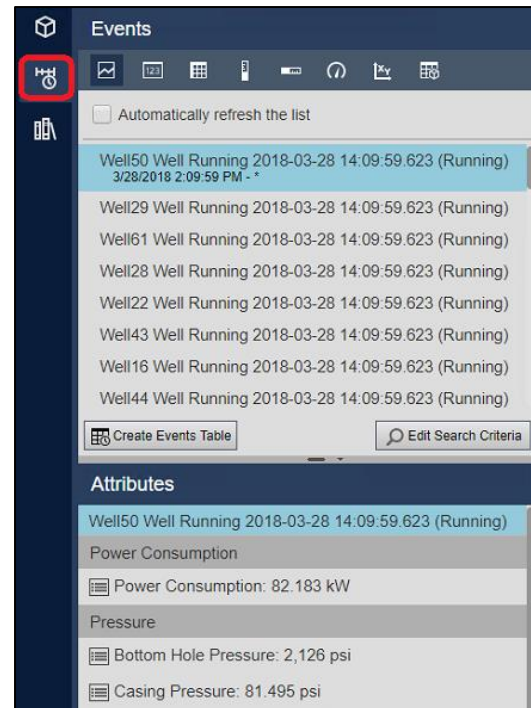 Events
123
XY
Automatically refresh the list
Well50 Well Running 2018-03-28 14:09:59.623 (Running)
3/28/2018 2:09:59 PM - *
Well29 Well Running 2018-03-28 14:09:59.623 (Running)
Well61 Well Running 2018-03-28 14:09:59.623 (Running)
Well28 Well Running 2018-03-28 14:09:59.623 (Running)
Well22 Well Running 2018-03-28 14:09:59.623 (Running)
Well43 Well Running 2018-03-28 14:09:59.623 (Running)
Well16 Well Running 2018-03-28 14:09:59.623 (Running)
Well44 Well Running 2018-03-28 14:09:59.623 (Running)
Create Events Table
Edit Search Criteria
Attributes
Well50 Well Running 2018-03-28 14:09:59.623 (Running)
Power Consumption
Power Consumption: 82.183 kW
Pressure
Bottom Hole Pressure: 2,126 psi
Casing Pressure: 81.495 psi